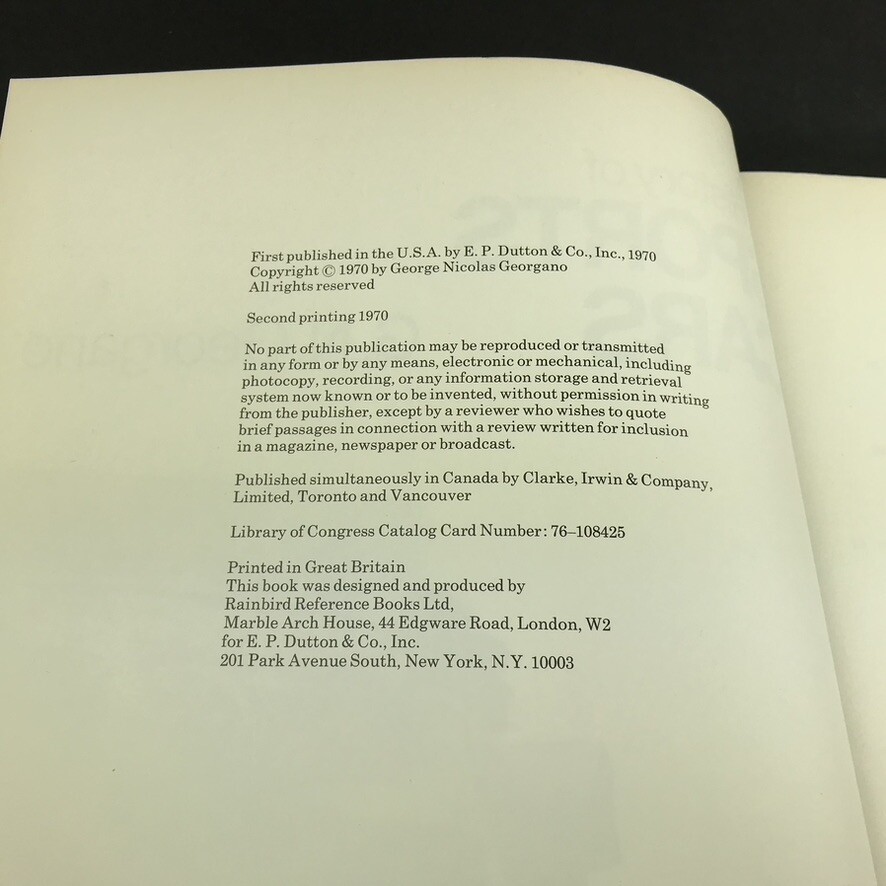 First published in the U.S.A. by E. P. Dutton & Co., Inc., 1970
Copyright © 1970 by George Nicolas Georgano
All rights reserved
Second printing 1970
No part of this publication may be reproduced or transmitted
in any form or by any means, electronic or mechanical, including
photocopy, recording, or any information storage and retrieval
system now known or to be invented, without permission in writing
from the publisher, except by a reviewer who wishes to quote
brief passages in connection with a review written for inclusion
in a magazine, newspaper or broadcast.
Published simultaneously in Canada by Clarke, Irwin & Company,
Limited, Toronto and Vancouver
Library of Congress Catalog Card Number: 76–108425
Printed in Great Britain
This book was designed and produced by
Rainbird Reference Books Ltd,
Marble Arch House, 44 Edgware Road, London, W2
for E. P. Dutton & Co., Inc.
201 Park Avenue South, New York, N.Y. 10003